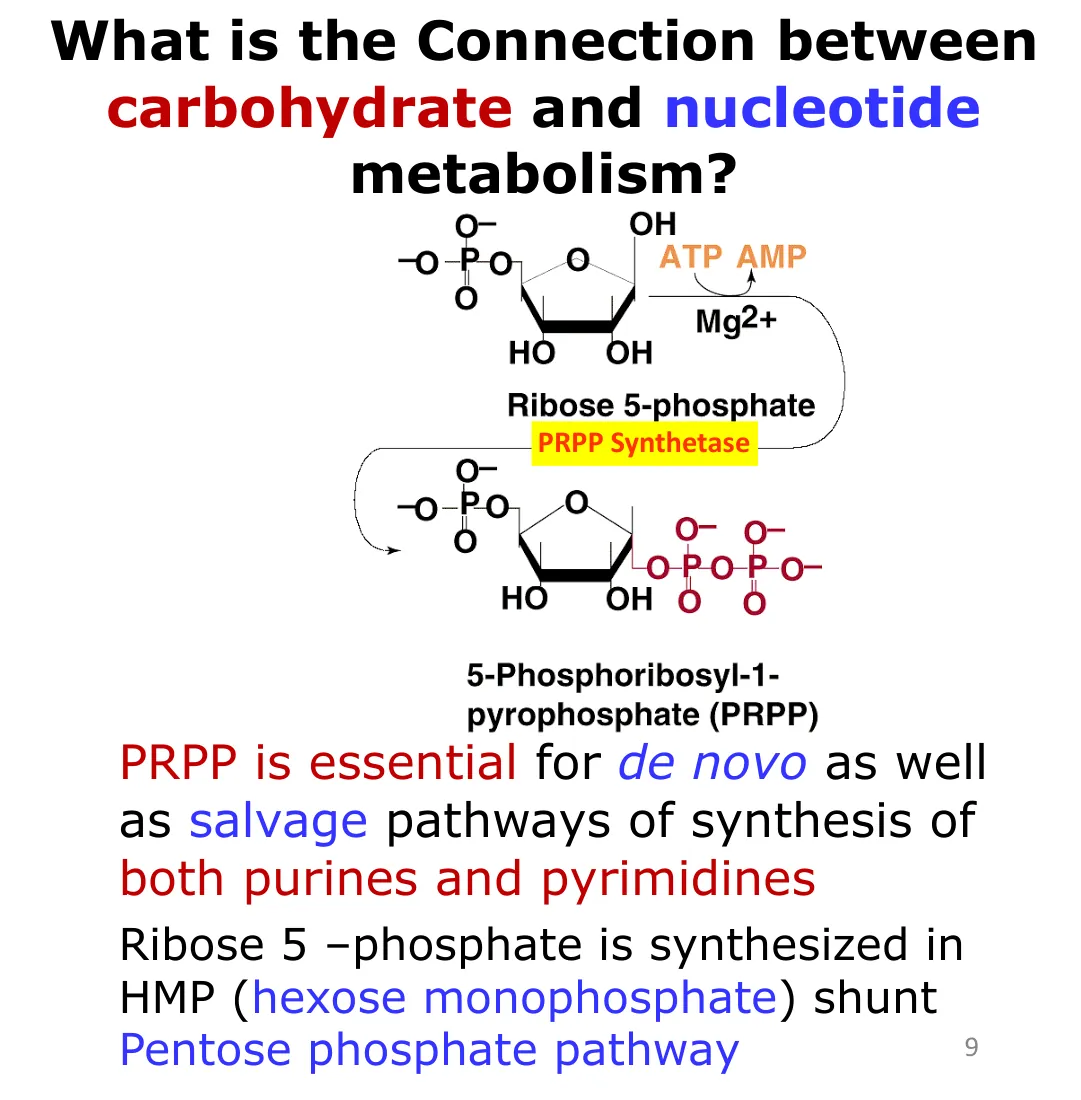 What is the Connection between
carbohydrate and nucleotide
metabolism?
O– OH
–O–P–O O ATP AMP
O Mg2+
HO OH
Ribose 5-phosphate
PRPP Synthetase
O–
–O–P–O O O– O–
O O–P–O–P–O–
HO OH O O
5-Phosphoribosyl-1-
pyrophosphate (PRPP)
PRPP is essential for de novo as well
as salvage pathways of synthesis of
both purines and pyrimidines
Ribose 5 –phosphate is synthesized in
HMP (hexose monophosphate) shunt
Pentose phosphate pathway 9